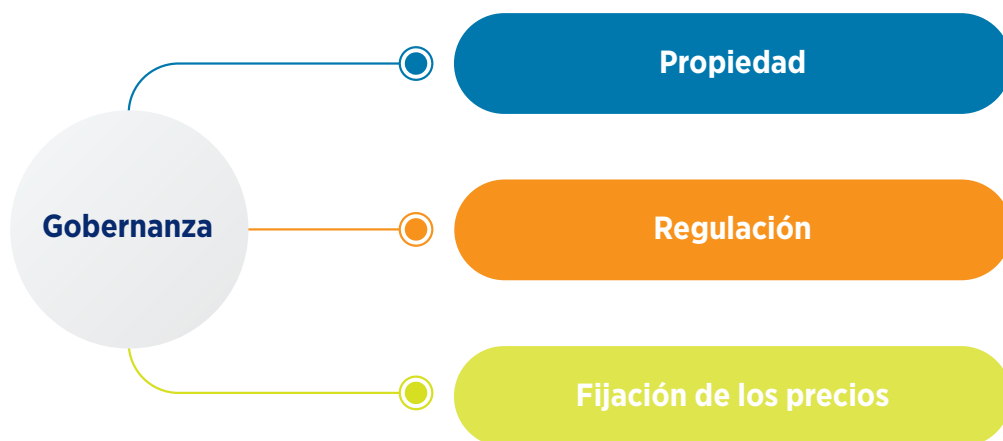 Propiedad
Gobernanza
Regulación
Fijación de los precios